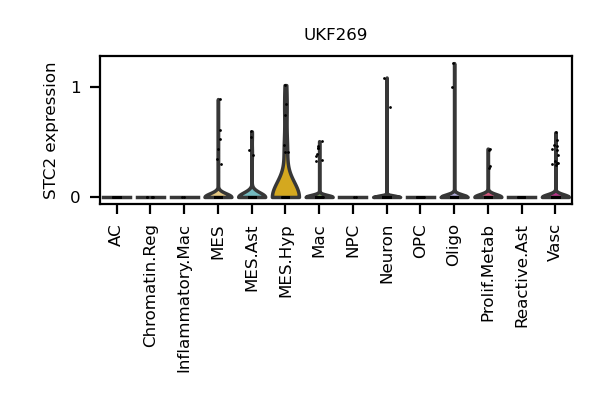 UKF269
STC2 expression
1
0
AC
Chromatin.Reg
Inflammatory.Mac
MES
MES.Ast
MES.Hyp
Mac
NPC
Neuron
OPC
Oligo
Prolif.Metab
Reactive.Ast
Vasc